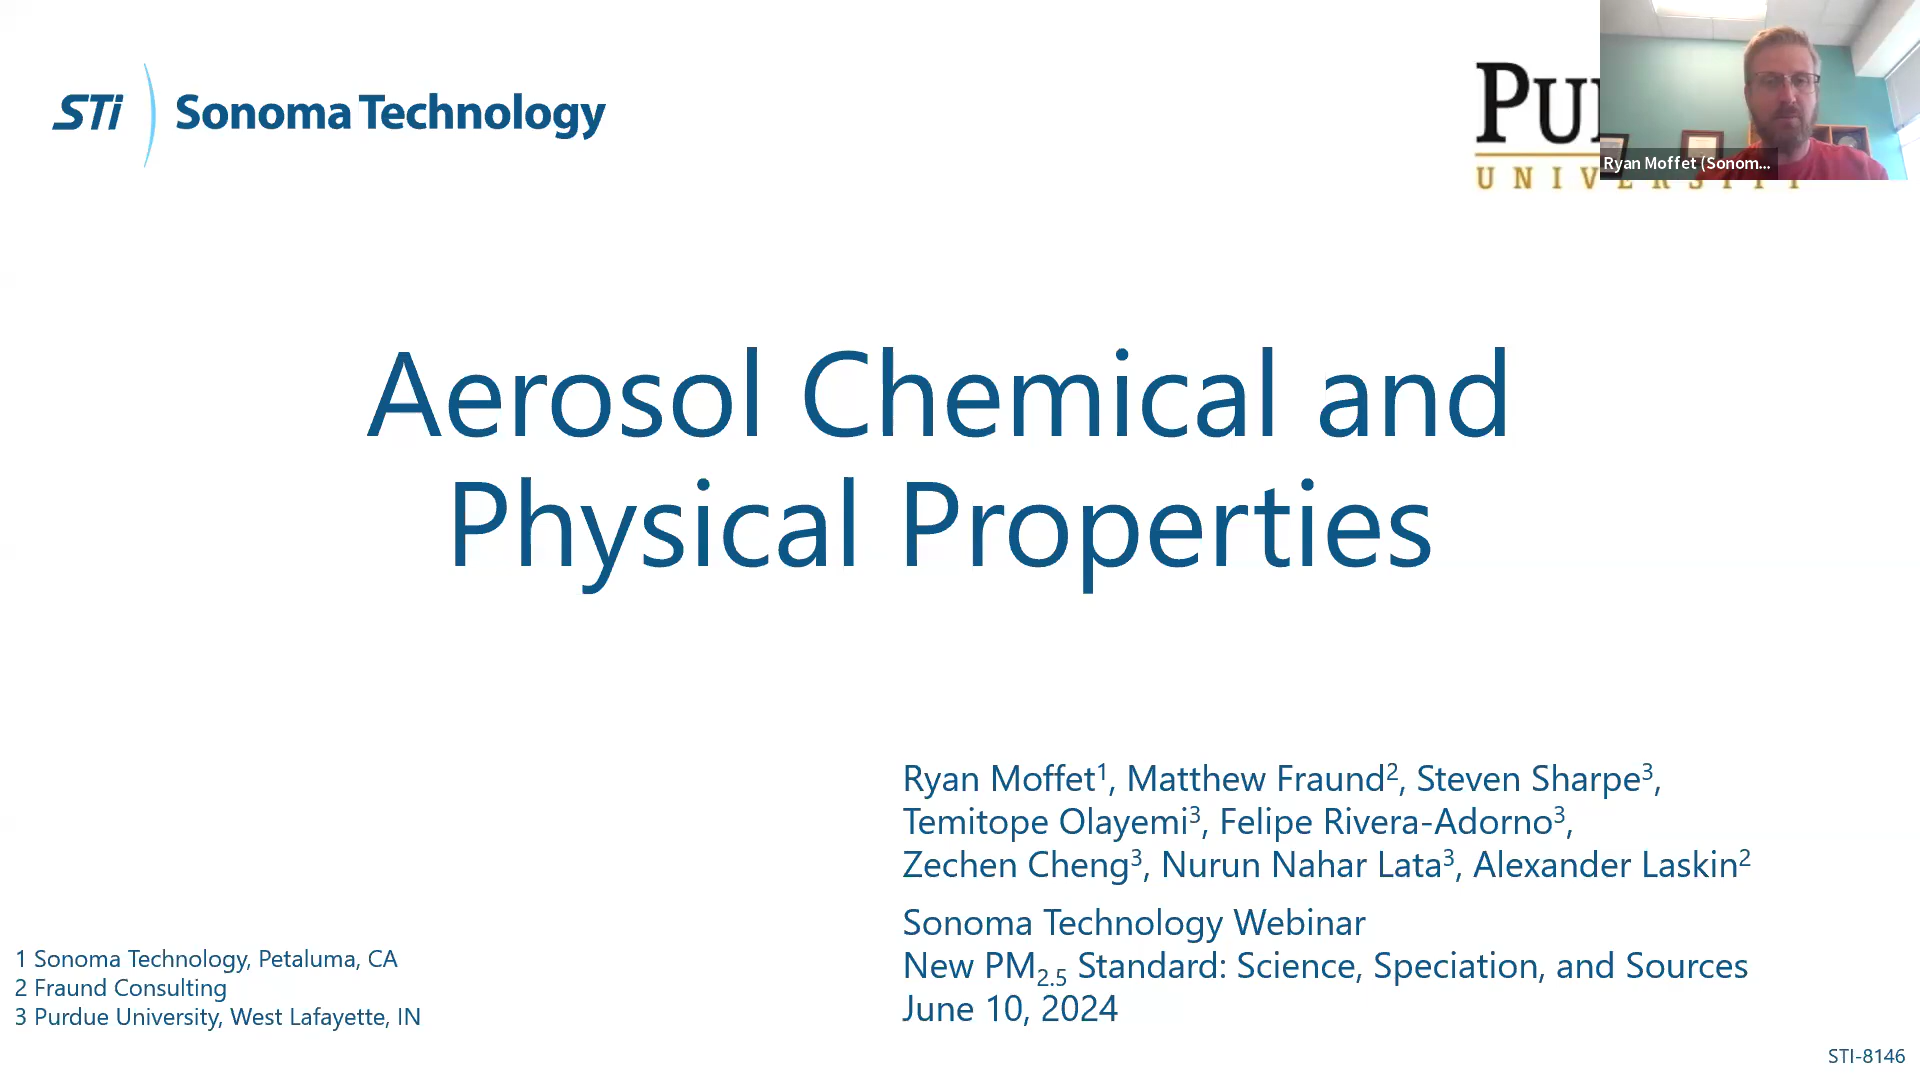 STi Sonoma Technology
PU
UNIVERSITY
Ryan Moffet (Sonom...
Aerosol Chemical and
Physical Properties
Ryan Moffet1, Matthew Fraund2, Steven Sharpe3,
Temitope Olayemi3, Felipe Rivera-Adorno3,
Zechen Cheng3, Nurun Nahar Lata3, Alexander Laskin2
Sonoma Technology Webinar
New PM2.5 Standard: Science, Speciation, and Sources
June 10, 2024
1 Sonoma Technology, Petaluma, CA
2 Fraund Consulting
3 Purdue University, West Lafayette, IN
STI-8146